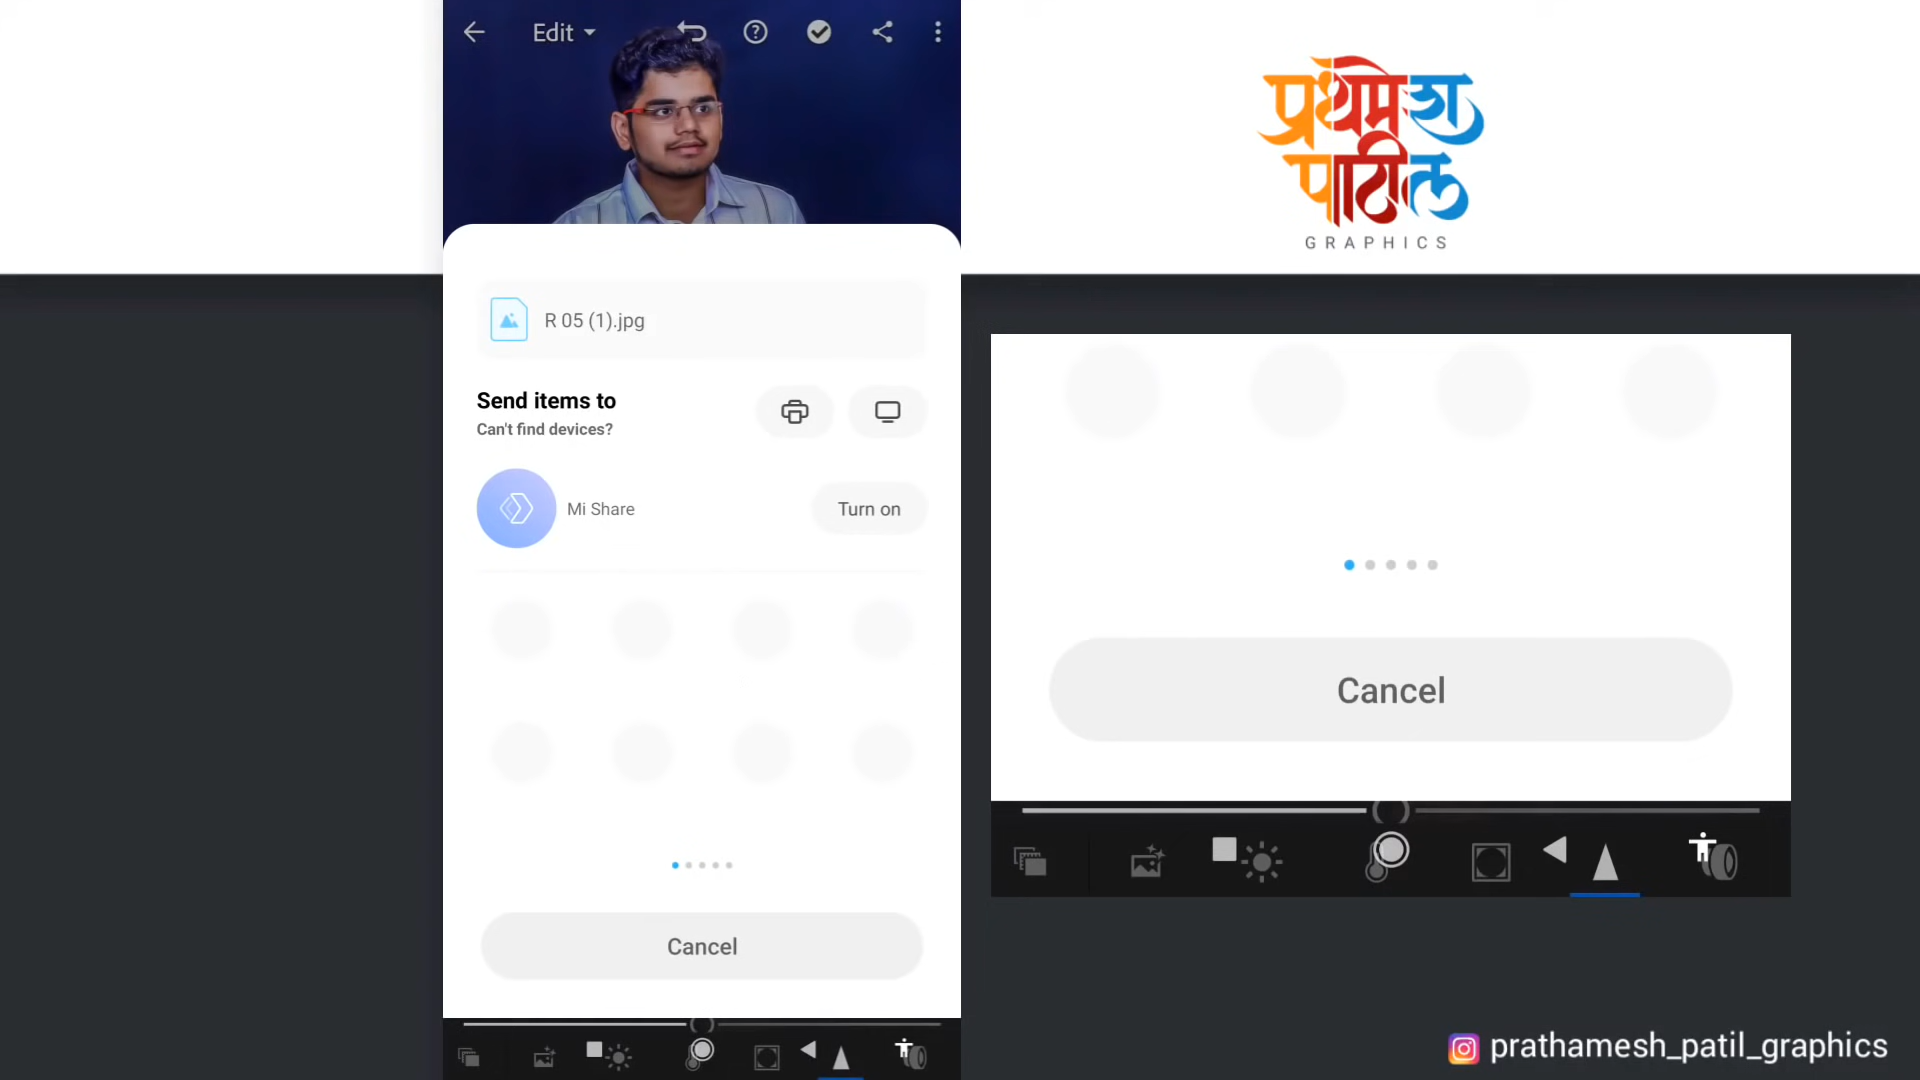 Edit
R 05 (1).jpg
Send items to
Can't find devices?
Mi Share
Turn on
Cancel
प्रथमेश
पाटील
GRAPHICS
Cancel
prathamesh_patil_graphics